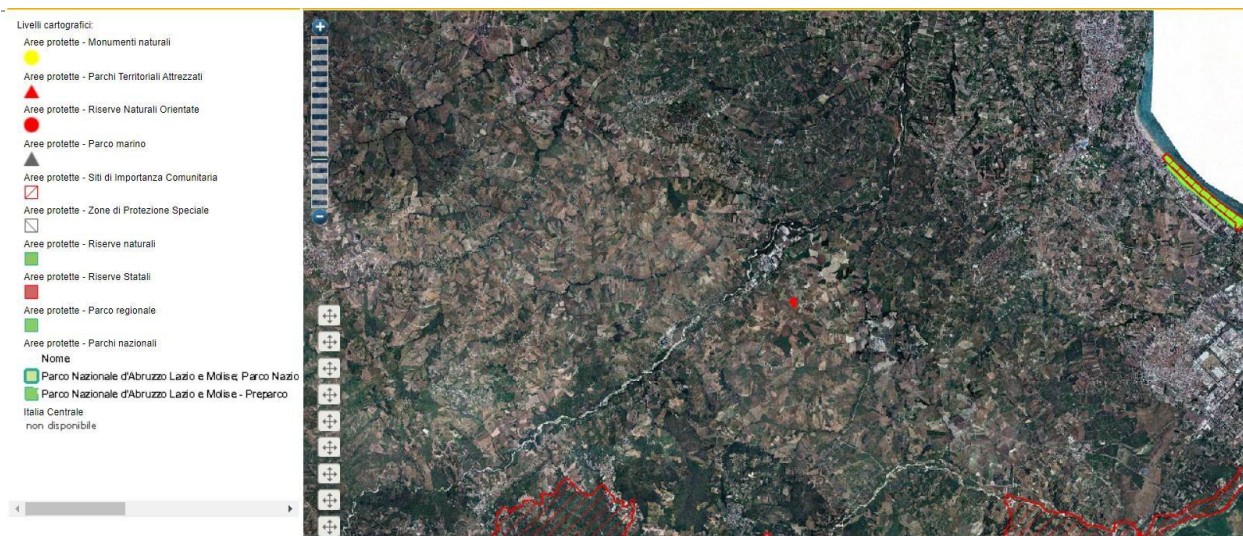 Livelli cartografici:
Aree protette - Monumenti naturali
Aree protette - Parchi Territoriali Attrezzati
Aree protette - Riserve Naturali Orientate
Aree protette - Parco marino
Aree protette - Siti di Importanza Comunitaria
Aree protette - Zone di Protezione Speciale
Aree protette - Riserve naturali
Aree protette - Riserve Statali
Aree protette - Parco regionale
Aree protette - Parchi nazionali
Nome
Parco Nazionale d'Abruzzo Lazio e Molise; Parco Nazio
Parco Nazionale d'Abruzzo Lazio e Molise - Preparco
Italia Centrale
non disponibile